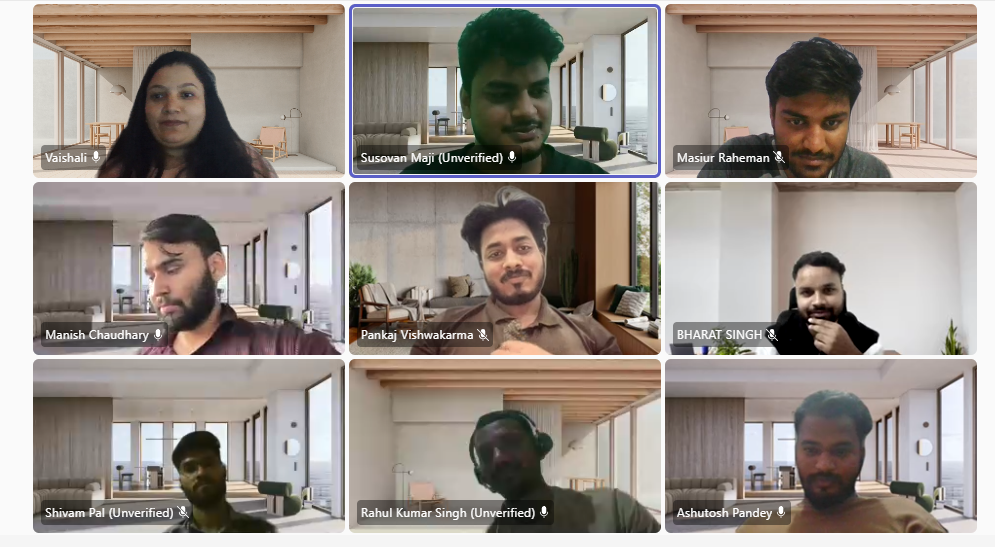 Vaishali
Susovan Maji (Unverified)
Masiur Raheman
Manish Chaudhary
Pankaj Vishwakarma
BHARAT SINGH
Shivam Pal (Unverified)
Rahul Kumar Singh (Unverified)
Ashutosh Pandey